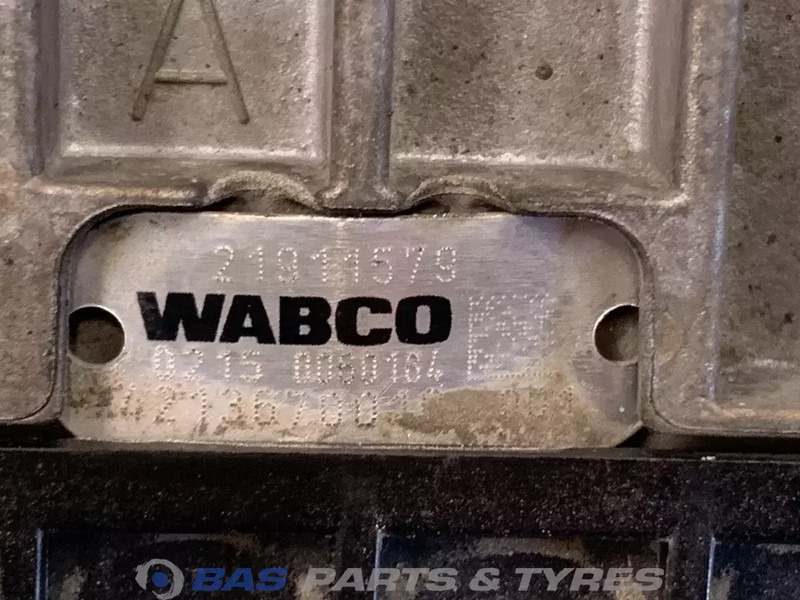 A
21911579
WABCO
0215 0060164
BAS PARTS & TYRES